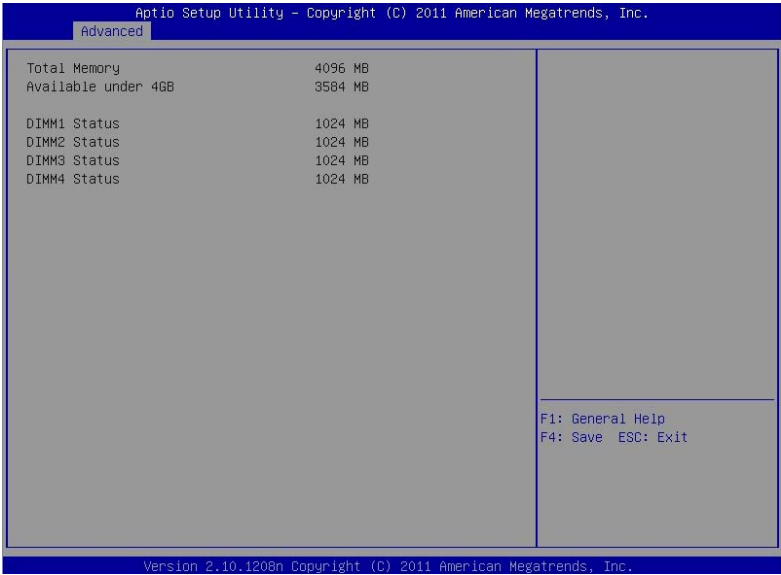 Aptio Setup Utility – Copyright (C) 2011 American Megatrends, Inc.
Advanced
Total Memory 4096 MB
Available under 4GB 3584 MB
DIMM1 Status 1024 MB
DIMM2 Status 1024 MB
DIMM3 Status 1024 MB
DIMM4 Status 1024 MB
F1: General Help
F4: Save ESC: Exit
Version 2.10.1208n Copyright (C) 2011 American Megatrends, Inc.